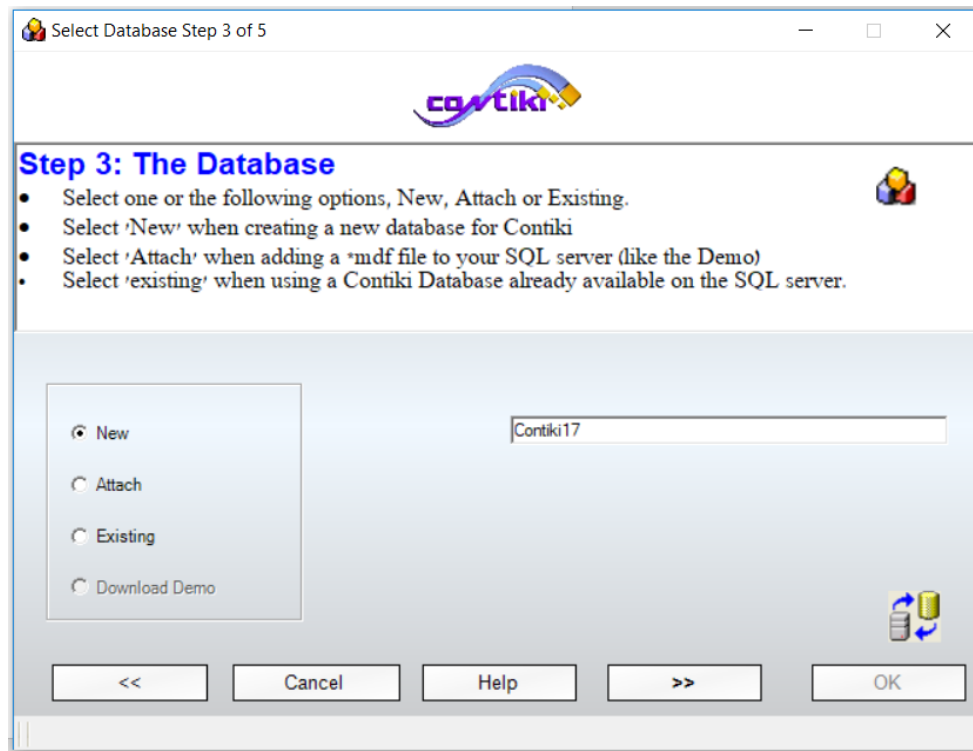 Select Database Step 3 of 5
contiki
Step 3: The Database
• Select one or the following options, New, Attach or Existing.
• Select 'New' when creating a new database for Contiki
• Select 'Attach' when adding a *mdf file to your SQL server (like the Demo)
• Select 'existing' when using a Contiki Database already available on the SQL server.
New
Contiki17
Attach
Existing
Download Demo
<< Cancel Help >> OK